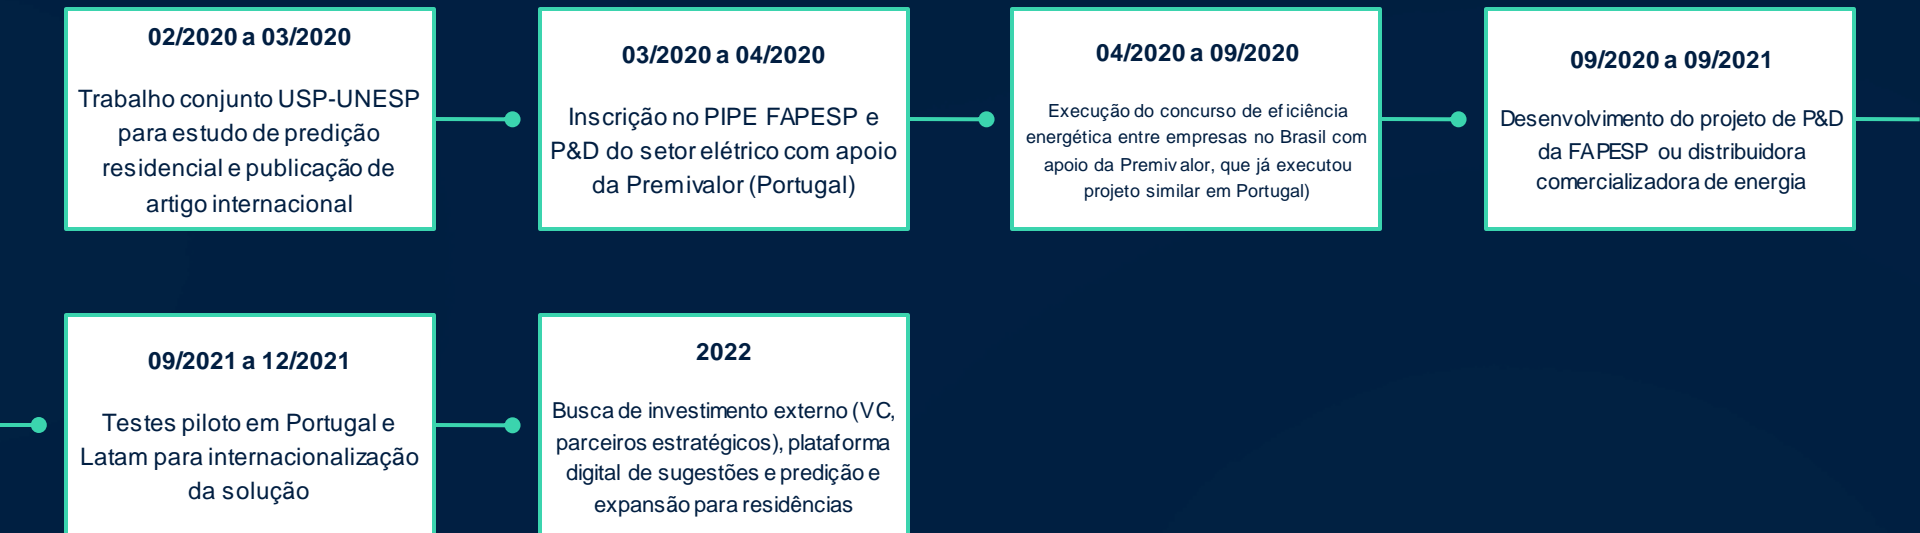 02/2020 a 03/2020
Trabalho conjunto USP-UNESP
para estudo de predição
residencial e publicação de
artigo internacional
03/2020 a 04/2020
Inscrição no PIPE FAPESP e
P&D do setor elétrico com apoio
da Premivalor (Portugal)
04/2020 a 09/2020
Execução do concurso de eficiência
energética entre empresas no Brasil com
apoio da Premivalor, que já executou
projeto similar em Portugal)
09/2020 a 09/2021
Desenvolvimento do projeto de P&D
da FAPESP ou distribuidora
comercializadora de energia
09/2021 a 12/2021
Testes piloto em Portugal e
Latam para internacionalização
da solução
2022
Busca de investimento externo (VC,
parceiros estratégicos), plataforma
digital de sugestões e predição e
expansão para residências